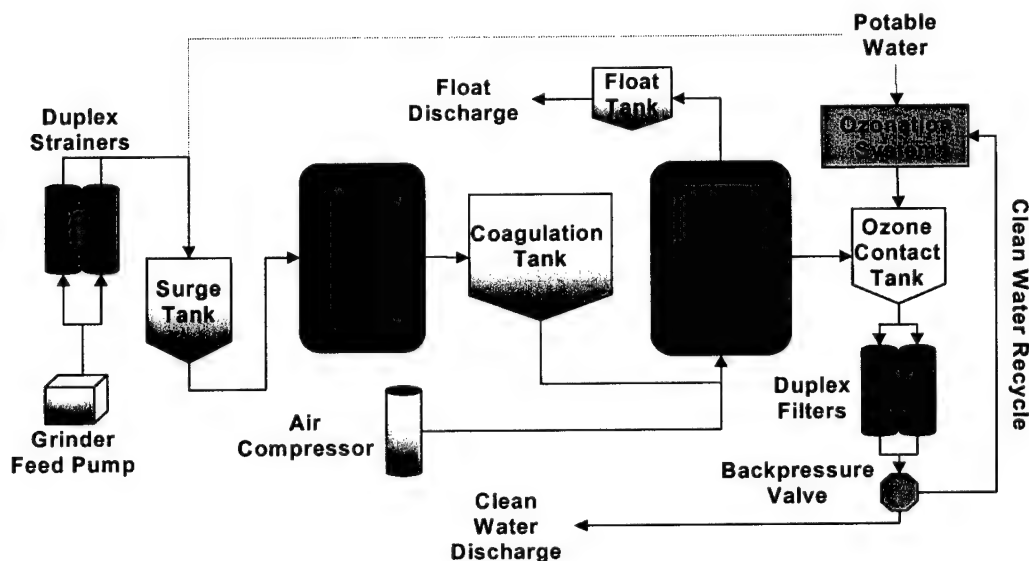 Potable
Water
Float
Discharge
Float
Tank
Duplex
Strainers
Ozonation
Systems
Coagulation
Tank
Ozone
Contact
Tank
Surge
Tank
Clean Water Recycle
Duplex
Filters
Air
Compressor
Grinder
Feed Pump
Backpressure
Valve
Clean
Water
Discharge